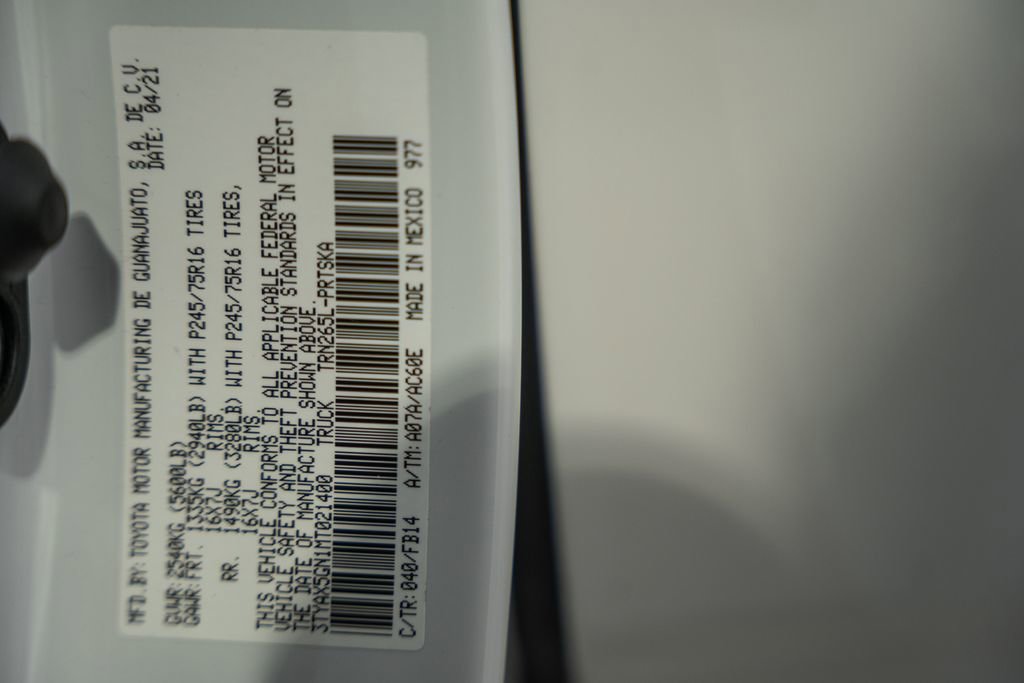 MFD.BY: TOYOTA MOTOR MANUFACTURING DE GUANAJUATO, S.A. DE C.V.
DATE: 04/21
GVWR: 2540KG (5600LB)
GAWR: FRT. 1335KG (2940LB) WITH P245/75R16 TIRES
16X7J RIMS,
RR. 1490KG (3280LB) WITH P245/75R16 TIRES,
16X7J RIMS
THIS VEHICLE CONFORMS TO ALL APPLICABLE FEDERAL MOTOR
VEHICLE SAFETY AND THEFT PREVENTION STANDARDS IN EFFECT ON
THE DATE OF MANUFACTURE SHOWN ABOVE.
3TYAX5GN1MT021400 TRUCK TRN265L-PRTSKA
C/TR: 040/FB14 A/TM: A07A/AC60E MADE IN MEXICO 977